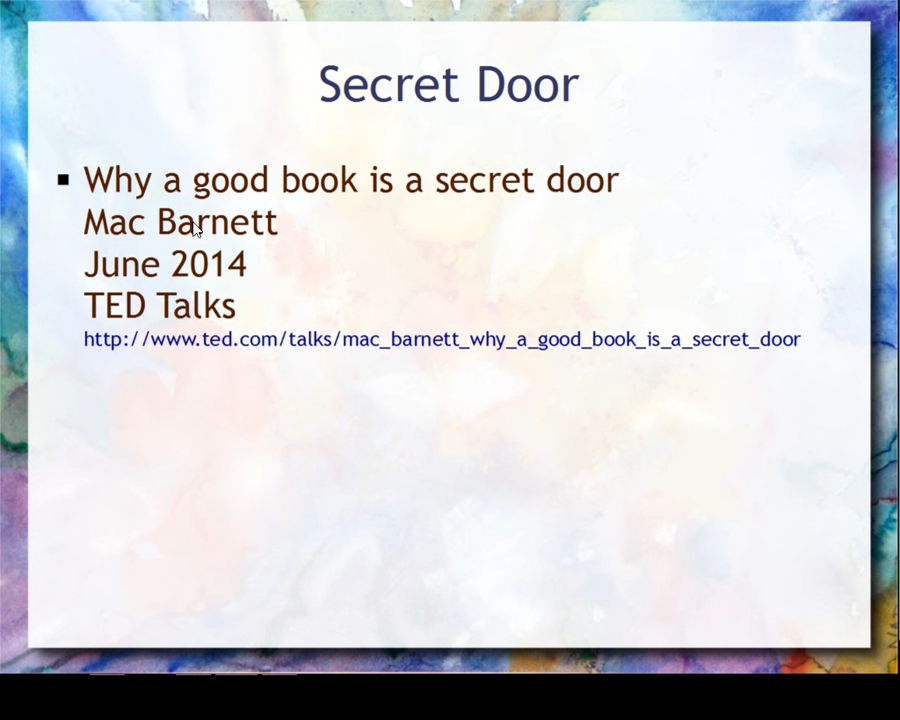 Secret Door
Why a good book is a secret door
Mac Barnett
June 2014
TED Talks
http://www.ted.com/talks/mac_barnett_why_a_good_book_is_a_secret_door